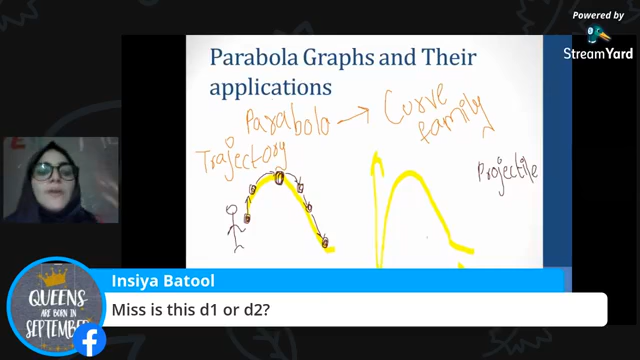 Powered by
StreamYard
Parabola Graphs and Their
applications
Parabola → Curve
family
Trajectory
Projectile
QUEENS
ARE BORN IN
SEPTEMBER
Insiya Batool
Miss is this d1 or d2?